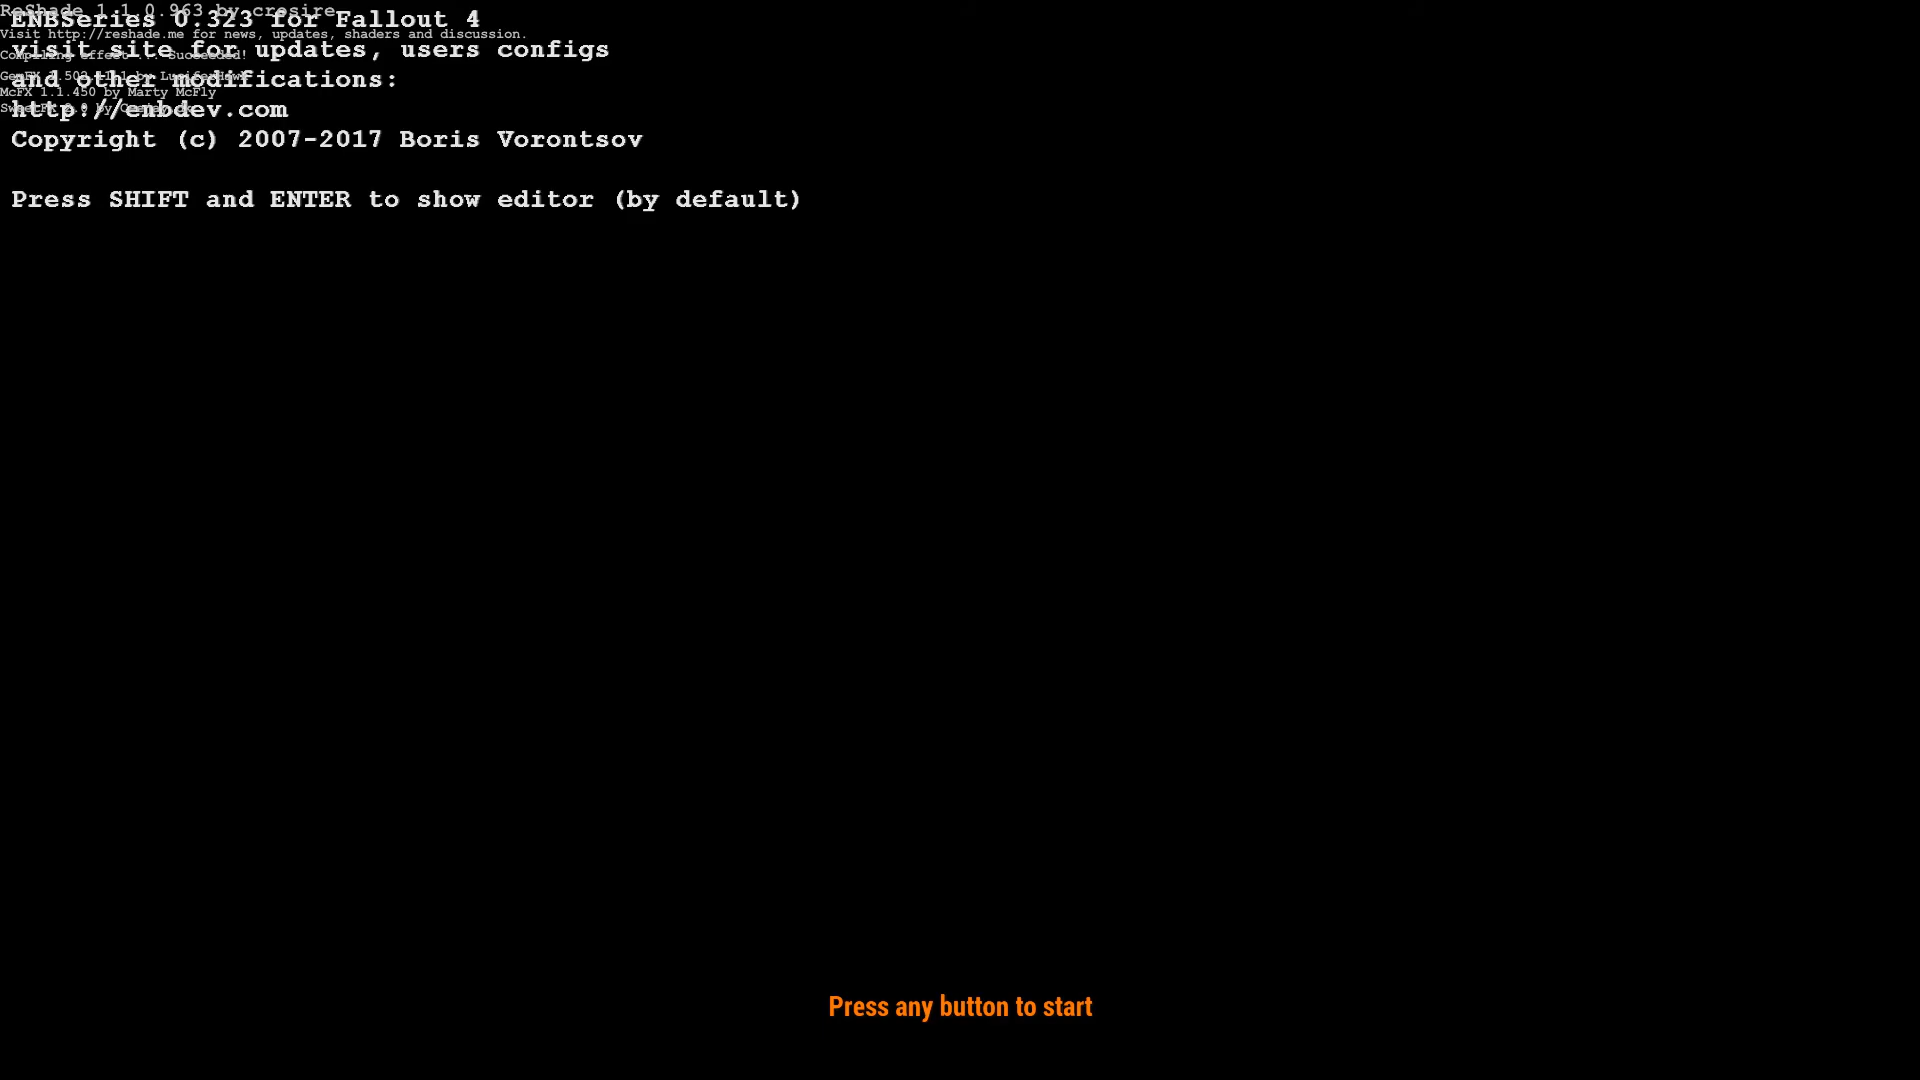 ReShade 1.1.0.963 by crosire
ENBSeries 0.323 for Fallout 4
Visit http://reshade.me for news, updates, shaders and discussion.
visit site for updates, users configs
Compiling effect ... Succeeded!
and other modifications:
McFX 1.1.450 by Marty McFly
http://enbdev.com
Copyright (c) 2007-2017 Boris Vorontsov
Press SHIFT and ENTER to show editor (by default)
Press any button to start